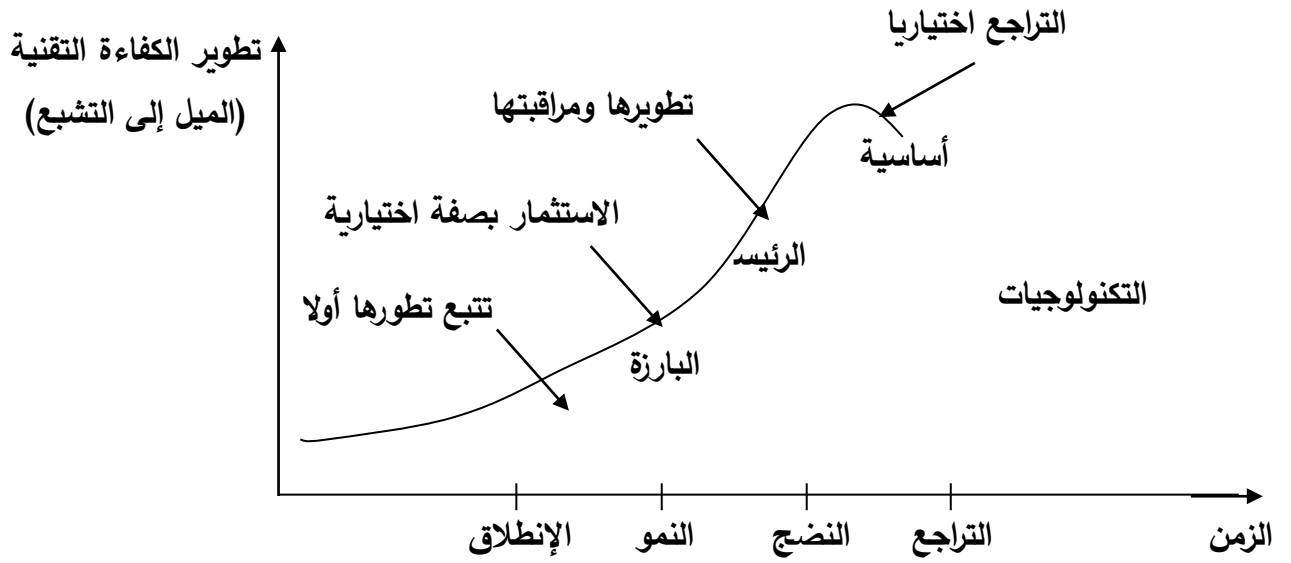 التراجع اختياريا
تطوير الكفاءة التقنية
(الميل إلى التشبع)
تطويرها ومراقبتها
أساسية
الاستثمار بصفة اختيارية
الرئيسـ
التكنولوجيات
تتبع تطورها أولا
البارزة
الإنطلاق
النمو
النضج
التراجع
الزمن